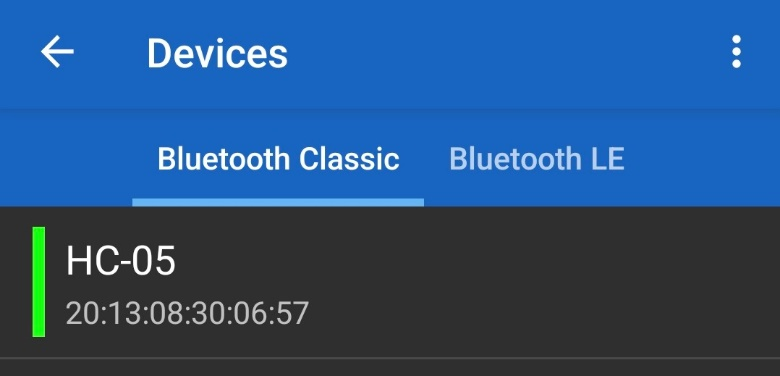 Devices
Bluetooth Classic Bluetooth LE
HC-05
20:13:08:30:06:57